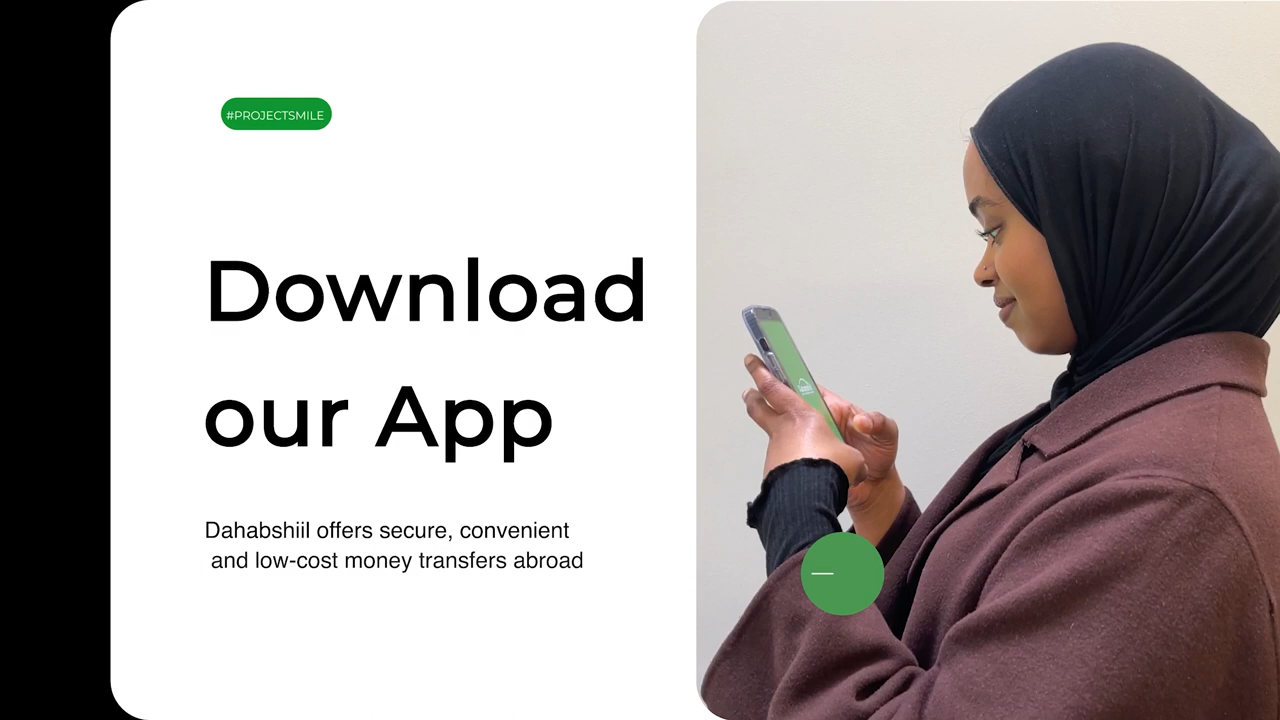 #PROJECTSMILE
Download
our App
Dahabshiil offers secure, convenient
and low-cost money transfers abroad